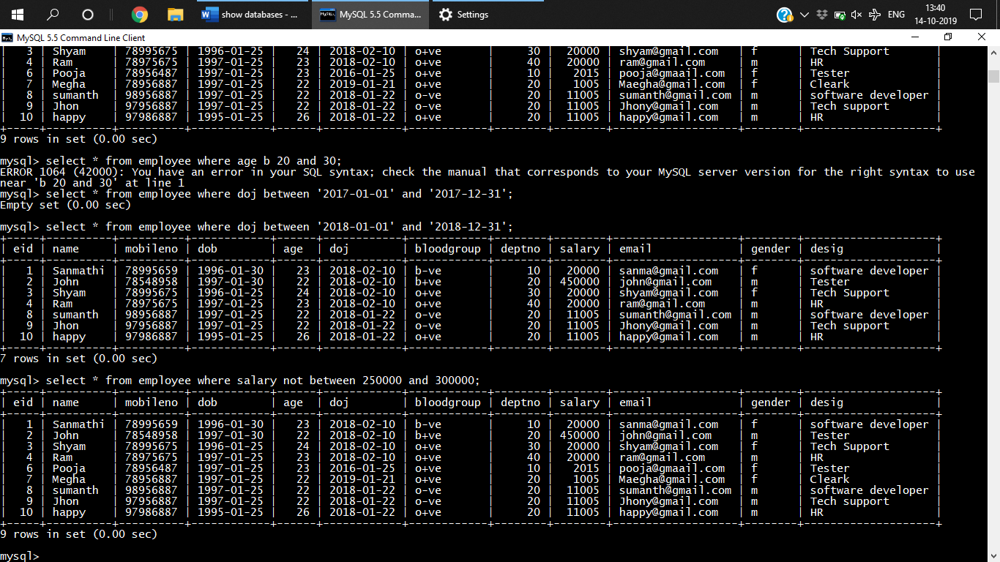 show databases - ...
MySQL 5.5 Comma...
Settings
ENG
13:40
14-10-2019
MySQL 5.5 Command Line Client
| 3 | Shyam | 78995675 | 1996-01-25 | 24 | 2018-02-10 | o+ve | 30 | 20000 | shyam@gmail.com | f | Tech Support |
| 4 | Ram | 78975675 | 1997-01-25 | 23 | 2018-02-10 | o+ve | 40 | 20000 | ram@gmail.com | m | HR |
| 6 | Pooja | 78956487 | 1997-01-25 | 23 | 2016-01-25 | o+ve | 10 | 2015 | pooja@gmaail.com | f | Tester |
| 7 | Megha | 78956887 | 1997-01-25 | 22 | 2019-01-21 | o+ve | 20 | 1005 | Maegha@gmail.com | f | Cleark |
| 8 | sumanth | 98956887 | 1997-01-25 | 22 | 2018-01-22 | o-ve | 20 | 11005 | sumanth@gmail.com | m | software developer |
| 9 | Jhon | 97956887 | 1997-01-25 | 22 | 2018-01-22 | o-ve | 20 | 11005 | Jhony@gmail.com | m | Tech support |
| 10 | happy | 97986887 | 1995-01-25 | 26 | 2018-01-22 | o+ve | 20 | 11005 | happy@gmail.com | m | HR |
9 rows in set (0.00 sec)
mysql> select * from employee where age b 20 and 30;
ERROR 1064 (42000): You have an error in your SQL syntax; check the manual that corresponds to your MySQL server version for the right syntax to use
near 'b 20 and 30' at line 1
mysql> select * from employee where doj between '2017-01-01' and '2017-12-31';
Empty set (0.00 sec)
mysql> select * from employee where doj between '2018-01-01' and '2018-12-31';
| eid | name | mobileno | dob | age | doj | bloodgroup | deptno | salary | email | gender | desig |
| 1 | Sanmathi | 78995659 | 1996-01-30 | 23 | 2018-02-10 | b-ve | 10 | 20000 | sanma@gmail.com | f | software developer |
| 2 | John | 78548958 | 1997-01-30 | 22 | 2018-02-10 | b+ve | 20 | 450000 | john@gmail.com | m | Tester |
| 3 | Shyam | 78995675 | 1996-01-25 | 24 | 2018-02-10 | o+ve | 30 | 20000 | shyam@gmail.com | f | Tech Support |
| 4 | Ram | 78975675 | 1997-01-25 | 23 | 2018-02-10 | o+ve | 40 | 20000 | ram@gmail.com | m | HR |
| 8 | sumanth | 98956887 | 1997-01-25 | 22 | 2018-01-22 | o-ve | 20 | 11005 | sumanth@gmail.com | m | software developer |
| 9 | Jhon | 97956887 | 1997-01-25 | 22 | 2018-01-22 | o-ve | 20 | 11005 | Jhony@gmail.com | m | Tech support |
| 10 | happy | 97986887 | 1995-01-25 | 26 | 2018-01-22 | o+ve | 20 | 11005 | happy@gmail.com | m | HR |
7 rows in set (0.00 sec)
mysql> select * from employee where salary not between 250000 and 300000;
| eid | name | mobileno | dob | age | doj | bloodgroup | deptno | salary | email | gender | desig |
| 1 | Sanmathi | 78995659 | 1996-01-30 | 23 | 2018-02-10 | b-ve | 10 | 20000 | sanma@gmail.com | f | software developer |
| 2 | John | 78548958 | 1997-01-30 | 22 | 2018-02-10 | b+ve | 20 | 450000 | john@gmail.com | m | Tester |
| 3 | Shyam | 78995675 | 1996-01-25 | 24 | 2018-02-10 | o+ve | 30 | 20000 | shyam@gmail.com | f | Tech Support |
| 4 | Ram | 78975675 | 1997-01-25 | 23 | 2018-02-10 | o+ve | 40 | 20000 | ram@gmail.com | m | HR |
| 6 | Pooja | 78956487 | 1997-01-25 | 23 | 2016-01-25 | o+ve | 10 | 2015 | pooja@gmaail.com | f | Tester |
| 7 | Megha | 78956887 | 1997-01-25 | 22 | 2019-01-21 | o+ve | 20 | 1005 | Maegha@gmail.com | f | Cleark |
| 8 | sumanth | 98956887 | 1997-01-25 | 22 | 2018-01-22 | o-ve | 20 | 11005 | sumanth@gmail.com | m | software developer |
| 9 | Jhon | 97956887 | 1997-01-25 | 22 | 2018-01-22 | o-ve | 20 | 11005 | Jhony@gmail.com | m | Tech support |
| 10 | happy | 97986887 | 1995-01-25 | 26 | 2018-01-22 | o+ve | 20 | 11005 | happy@gmail.com | m | HR |
9 rows in set (0.00 sec)
mysql>